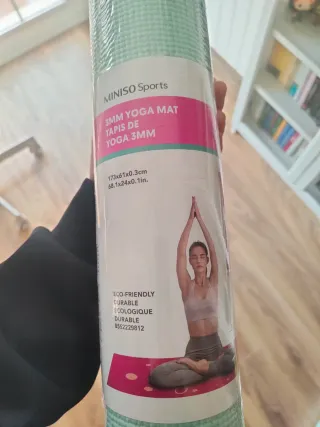 MINISO Sports
3MM YOGA MAT
TAPIS DE
YOGA 3MM
173x61x0.3cm
68.1x24x0.1in.
ECO-FRIENDLY
DURABLE
ÉCOLOGIQUE
DURABLE